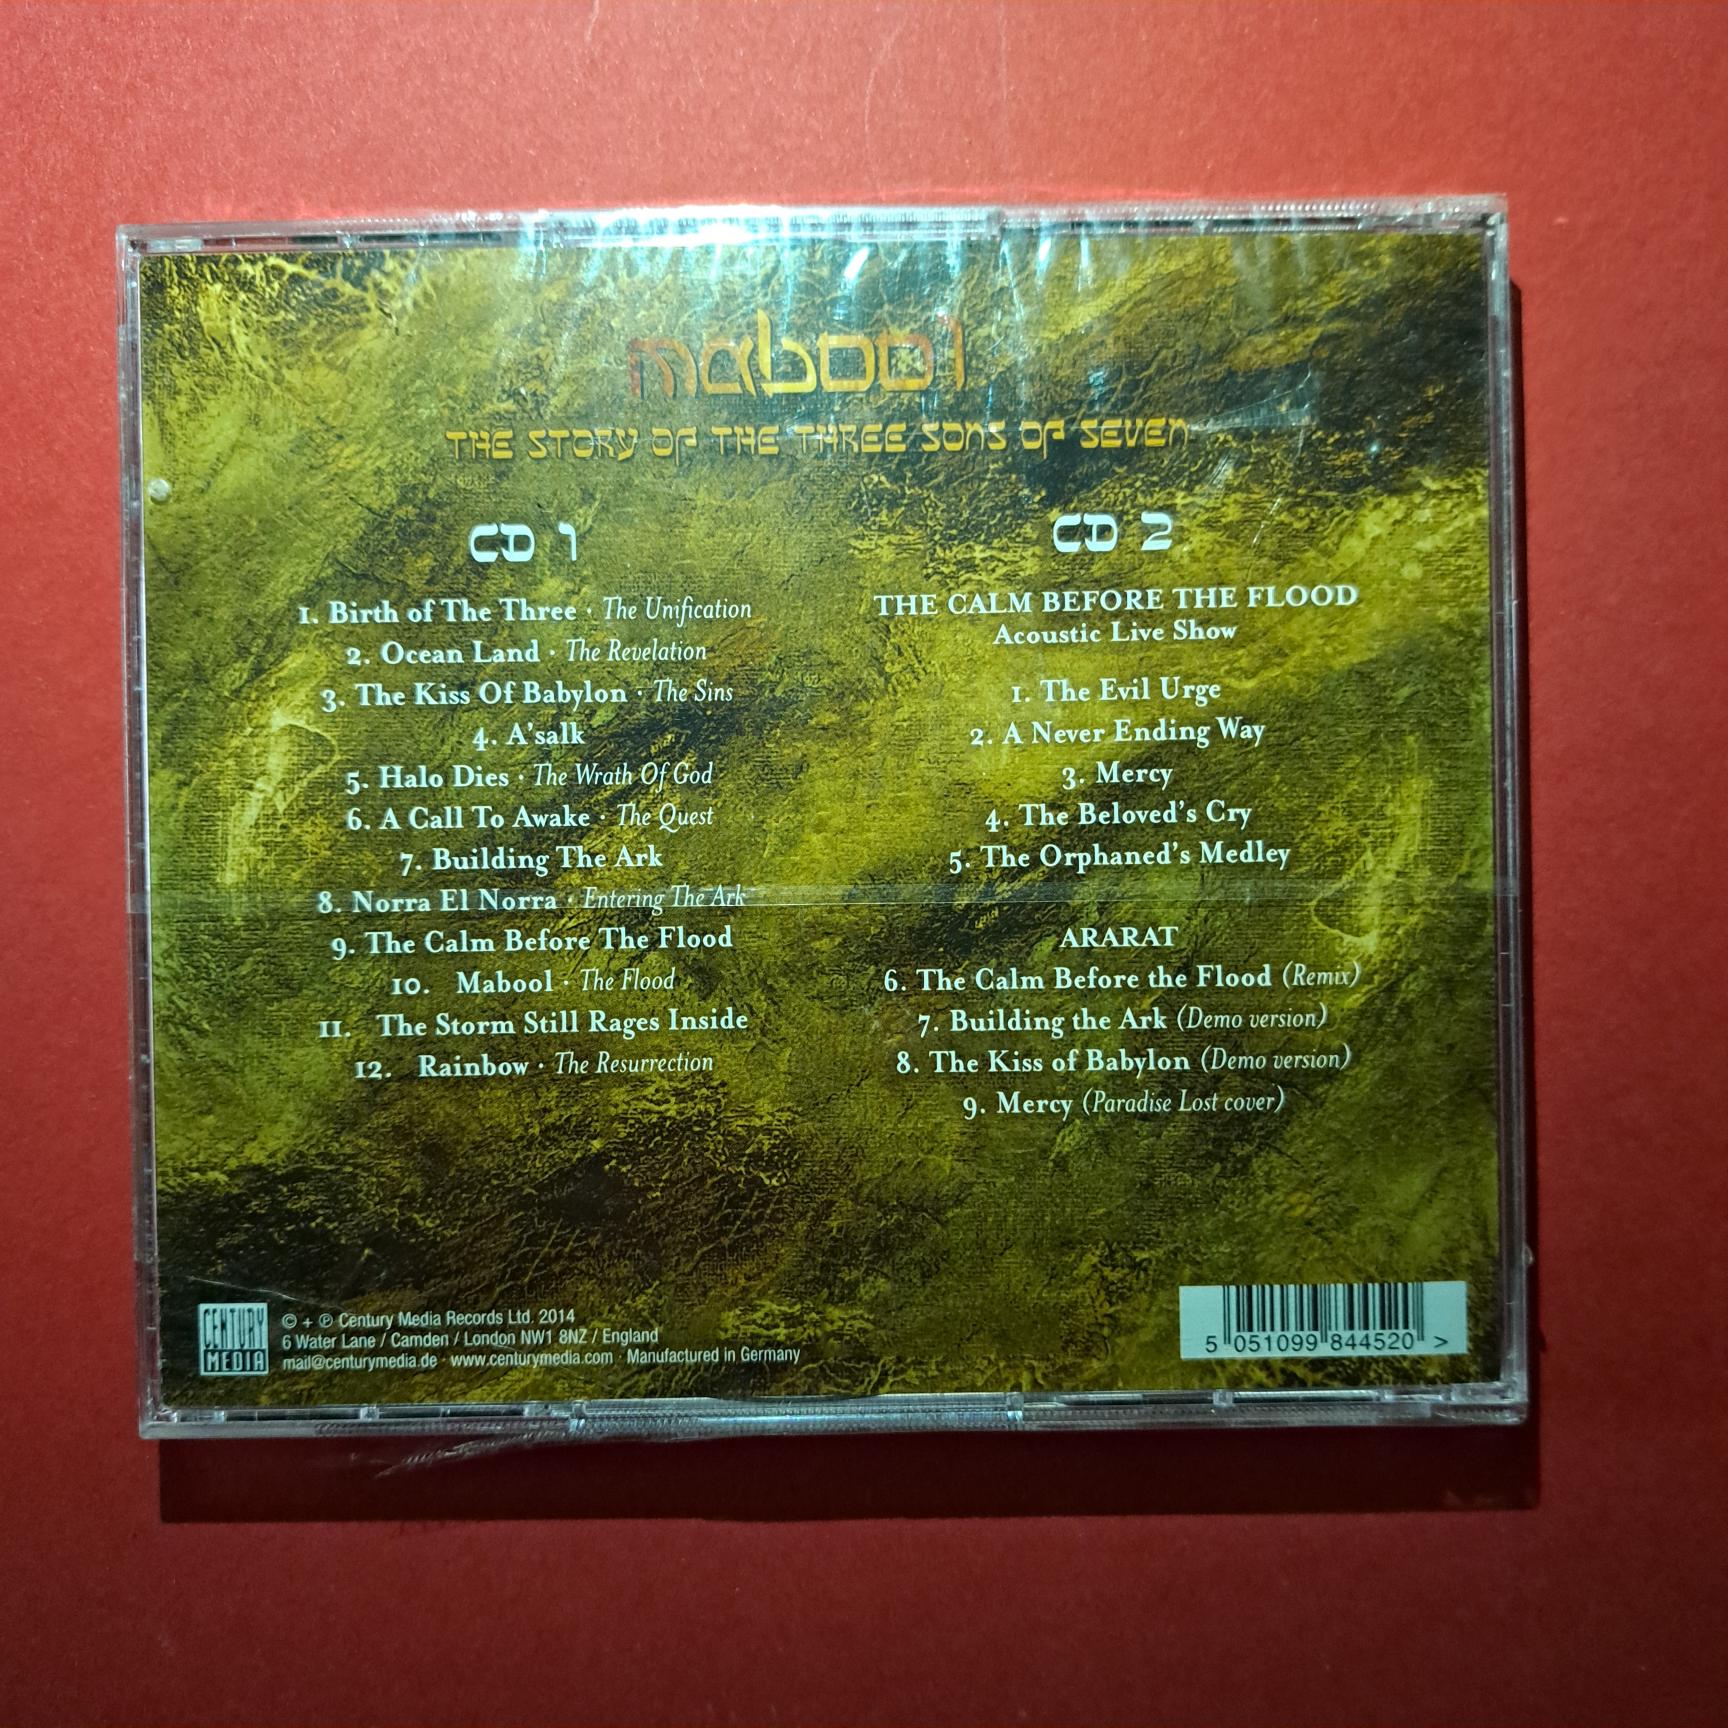 mabool
THE STORY OF THE THREE SONS OF SEVEN
CD 1
1. Birth of The Three · The Unification
2. Ocean Land · The Revelation
3. The Kiss Of Babylon · The Sins
4. A'salk
5. Halo Dies · The Wrath Of God
6. A Call To Awake · The Quest
7. Building The Ark
8. Norra El Norra · Entering The Ark
9. The Calm Before The Flood
10. Mabool · The Flood
11. The Storm Still Rages Inside
12. Rainbow · The Resurrection
CD 2
THE CALM BEFORE THE FLOOD
Acoustic Live Show
1. The Evil Urge
2. A Never Ending Way
3. Mercy
4. The Beloved's Cry
5. The Orphaned's Medley
ARARAT
6. The Calm Before the Flood (Remix)
7. Building the Ark (Demo version)
8. The Kiss of Babylon (Demo version)
9. Mercy (Paradise Lost cover)
CENTURY
MEDIA
© + ℗ Century Media Records Ltd. 2014
6 Water Lane / Camden / London NW1 8NZ / England
mail@centurymedia.de · www.centurymedia.com · Manufactured in Germany
5 051099 844520 >